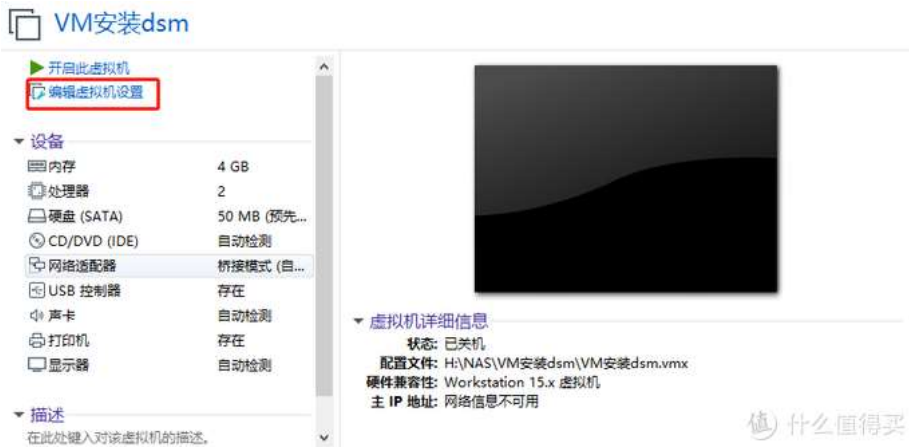 VM安装dsm
开启此虚拟机
编辑虚拟机设置
设备
内存 4 GB
处理器 2
硬盘 (SATA) 50 MB (预先...
CD/DVD (IDE) 自动检测
网络适配器 桥接模式 (自...
USB 控制器 存在
声卡 自动检测
打印机 存在
显示器 自动检测
描述
在此处键入对该虚拟机的描述。
虚拟机详细信息
状态: 已关机
配置文件: H:\NAS\VM安装dsm\VM安装dsm.vmx
硬件兼容性: Workstation 15.x 虚拟机
主 IP 地址: 网络信息不可用
值 什么值得买